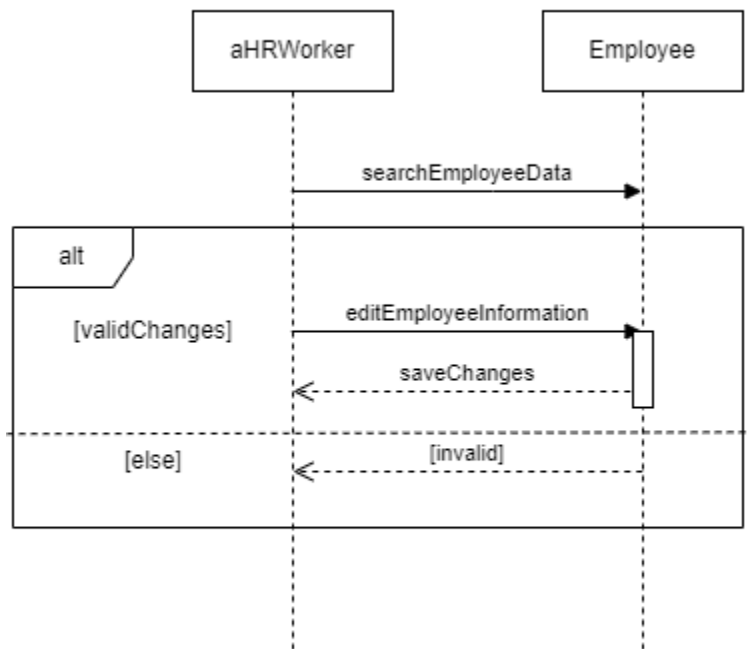 aHRWorker
Employee
searchEmployeeData
alt
[validChanges]
editEmployeeInformation
saveChanges
[else]
[invalid]